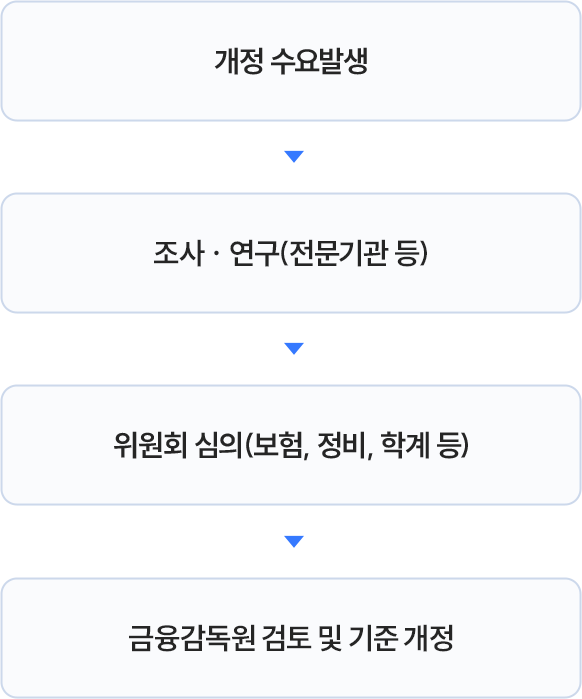 개정 수요발생
조사 · 연구(전문기관 등)
위원회 심의(보험, 정비, 학계 등)
금융감독원 검토 및 기준 개정